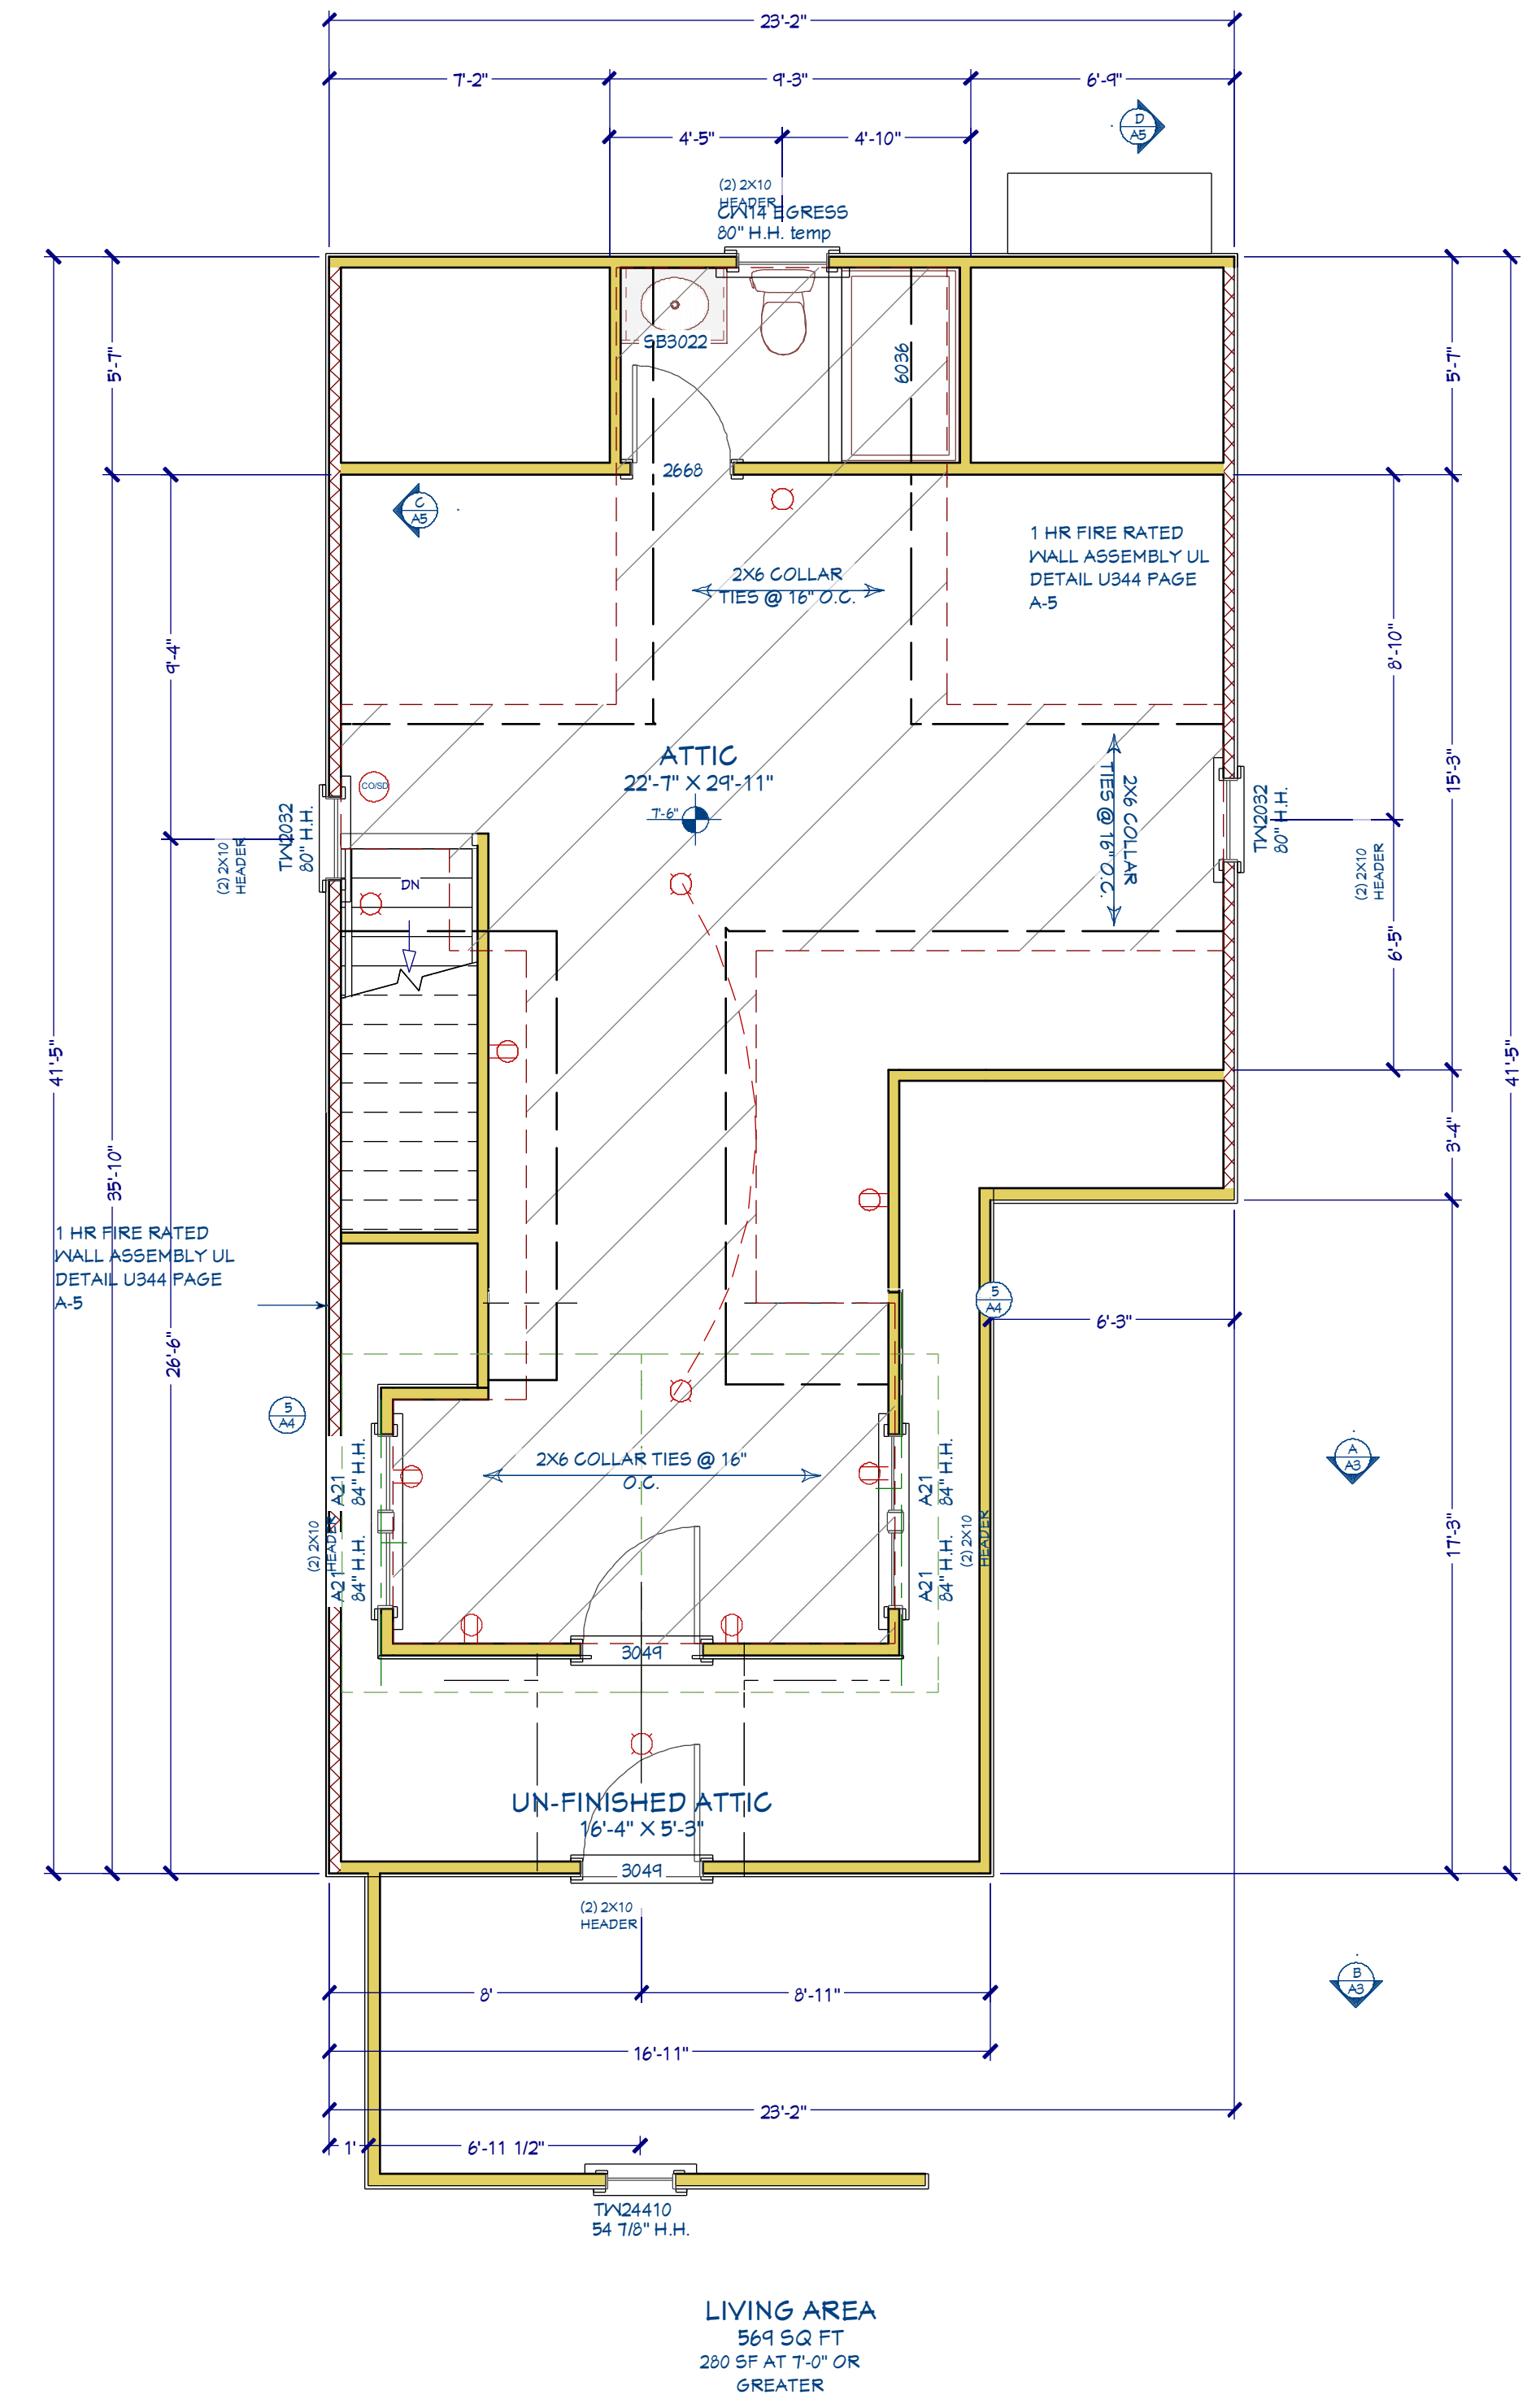 23'-2"
7'-2"
9'-3"
6'-9"
D
A5
4'-5"
4'-10"
(2) 2X10
HEADER
CW14 EGRESS
80" H.H. temp
SB3022
6036
2668
5'-7"
5'-7"
C
A5
1 HR FIRE RATED
WALL ASSEMBLY UL
DETAIL U344 PAGE
A-5
2X6 COLLAR
TIES @ 16" O.C.
9'-4"
8'-10"
ATTIC
22'-7" X 29'-11"
7'-6"
CO/SD
2X6 COLLAR
TIES @ 16" O.C.
15'-3"
TW2032
80" H.H.
(2) 2X10
HEADER
TW2032
80" H.H.
(2) 2X10
HEADER
DN
6'-5"
41'-5"
41'-5"
35'-10"
3'-4"
1 HR FIRE RATED
WALL ASSEMBLY UL
DETAIL U344 PAGE
A-5
5
A4
6'-3"
26'-6"
5
A4
2X6 COLLAR TIES @ 16"
O.C.
A21
84" H.H.
A21
84" H.H.
(2) 2X10
HEADER
A21
84" H.H.
A21
84" H.H.
(2) 2X10
HEADER
A
A3
17'-3"
3049
UN-FINISHED ATTIC
16'-4" X 5'-3"
3049
(2) 2X10
HEADER
B
A3
8'
8'-11"
16'-11"
23'-2"
1'
6'-11 1/2"
TW24410
54 7/8" H.H.
LIVING AREA
569 SQ FT
280 SF AT 7'-0" OR
GREATER